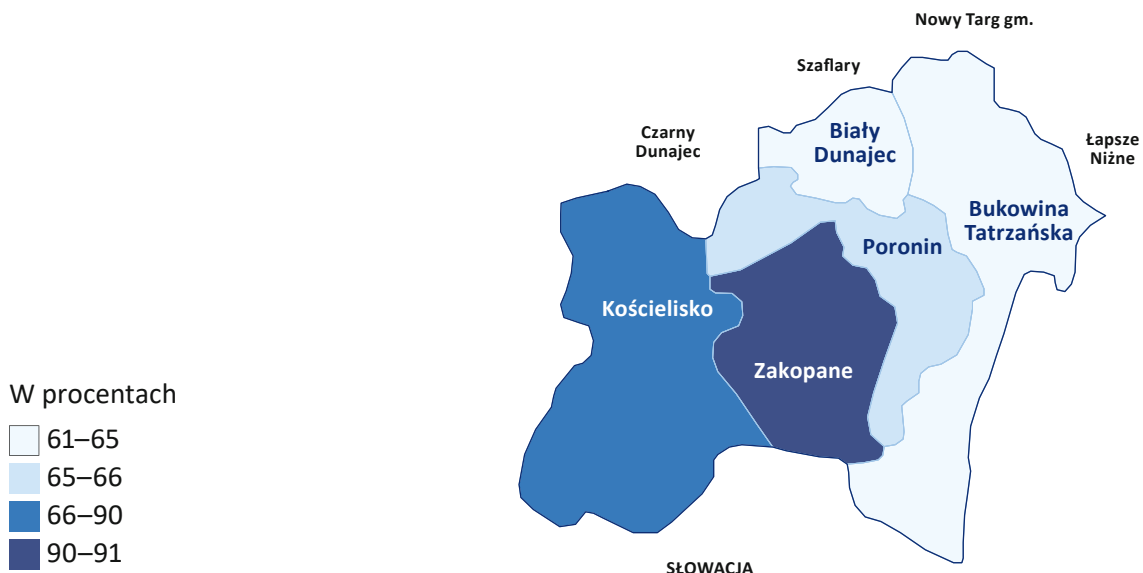 Nowy Targ gm.
Szaflary
Czarny
Dunajec
Biały
Dunajec
Łapsze
Niżne
Bukowina
Tatrzańska
Poronin
Kościelisko
Zakopane
W procentach
61–65
65–66
66–90
90–91
SŁOWACJA